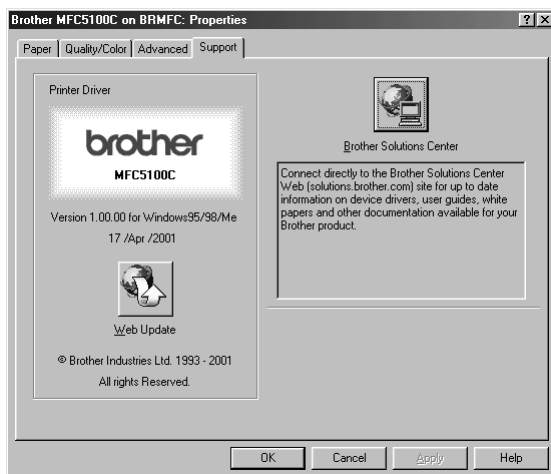 Brother MFC5100C on BRMFC: Properties
Paper
Quality/Color
Advanced
Support
Printer Driver
brother
MFC5100C
Version 1.00.00 for Windows95/98/Me
17 /Apr /2001
Web Update
© Brother Industries Ltd. 1993 - 2001
All rights Reserved.
Brother Solutions Center
Connect directly to the Brother Solutions Center
Web (solutions.brother.com) site for up to date
information on device drivers, user guides, white
papers and other documentation available for your
Brother product.
OK
Cancel
Apply
Help